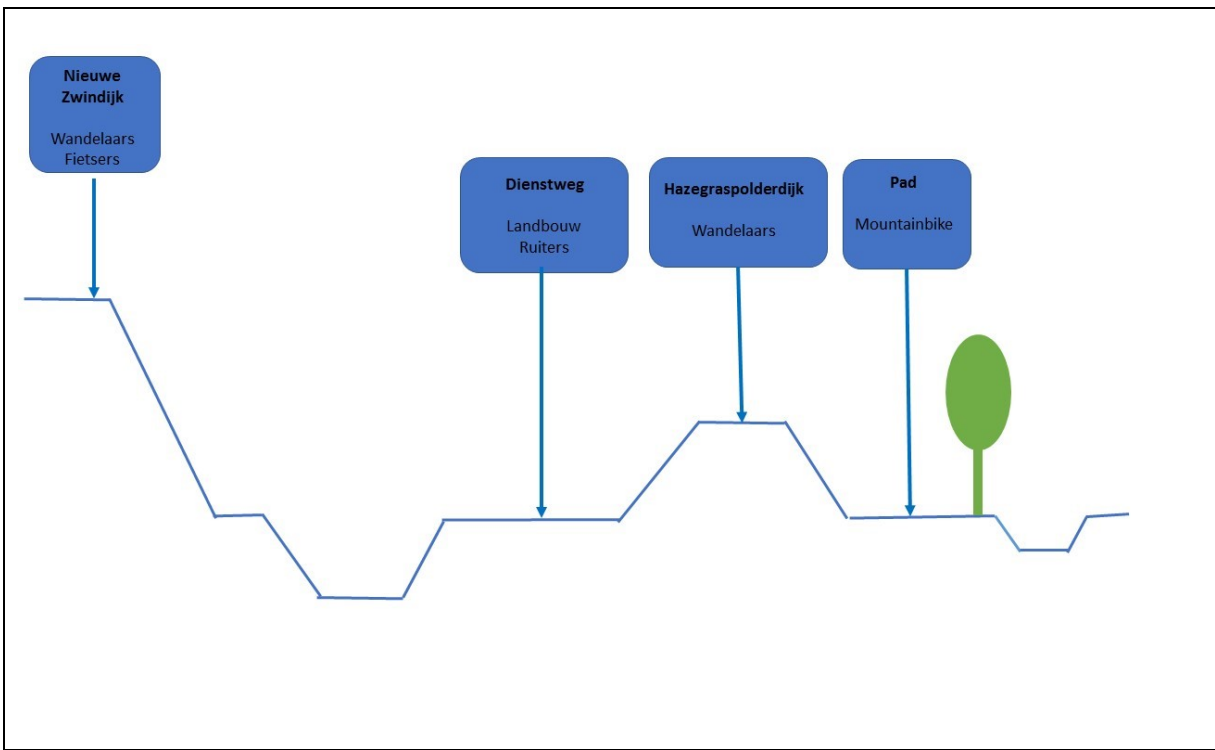 Nieuwe
Zwindijk
Wandelaars
Fietsers
Dienstweg
Landbouw
Ruiters
Hazegraspolderdijk
Wandelaars
Pad
Mountainbike